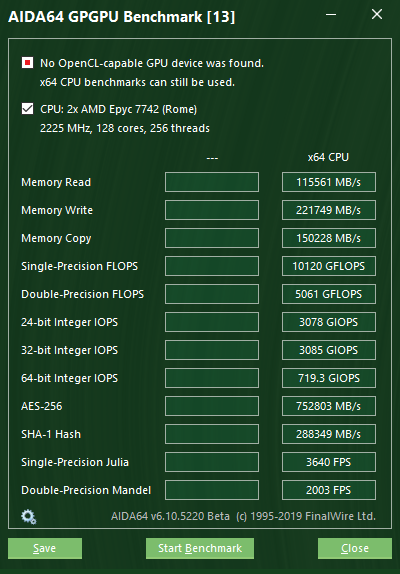 AIDA64 GPGPU Benchmark [13]
No OpenCL-capable GPU device was found.
x64 CPU benchmarks can still be used.
CPU: 2x AMD Epyc 7742 (Rome)
2225 MHz, 128 cores, 256 threads
--- x64 CPU
Memory Read 115561 MB/s
Memory Write 221749 MB/s
Memory Copy 150228 MB/s
Single-Precision FLOPS 10120 GFLOPS
Double-Precision FLOPS 5061 GFLOPS
24-bit Integer IOPS 3078 GIOPS
32-bit Integer IOPS 3085 GIOPS
64-bit Integer IOPS 719.3 GIOPS
AES-256 752803 MB/s
SHA-1 Hash 288349 MB/s
Single-Precision Julia 3640 FPS
Double-Precision Mandel 2003 FPS
AIDA64 v6.10.5220 Beta (c) 1995-2019 FinalWire Ltd.
Save Start Benchmark Close